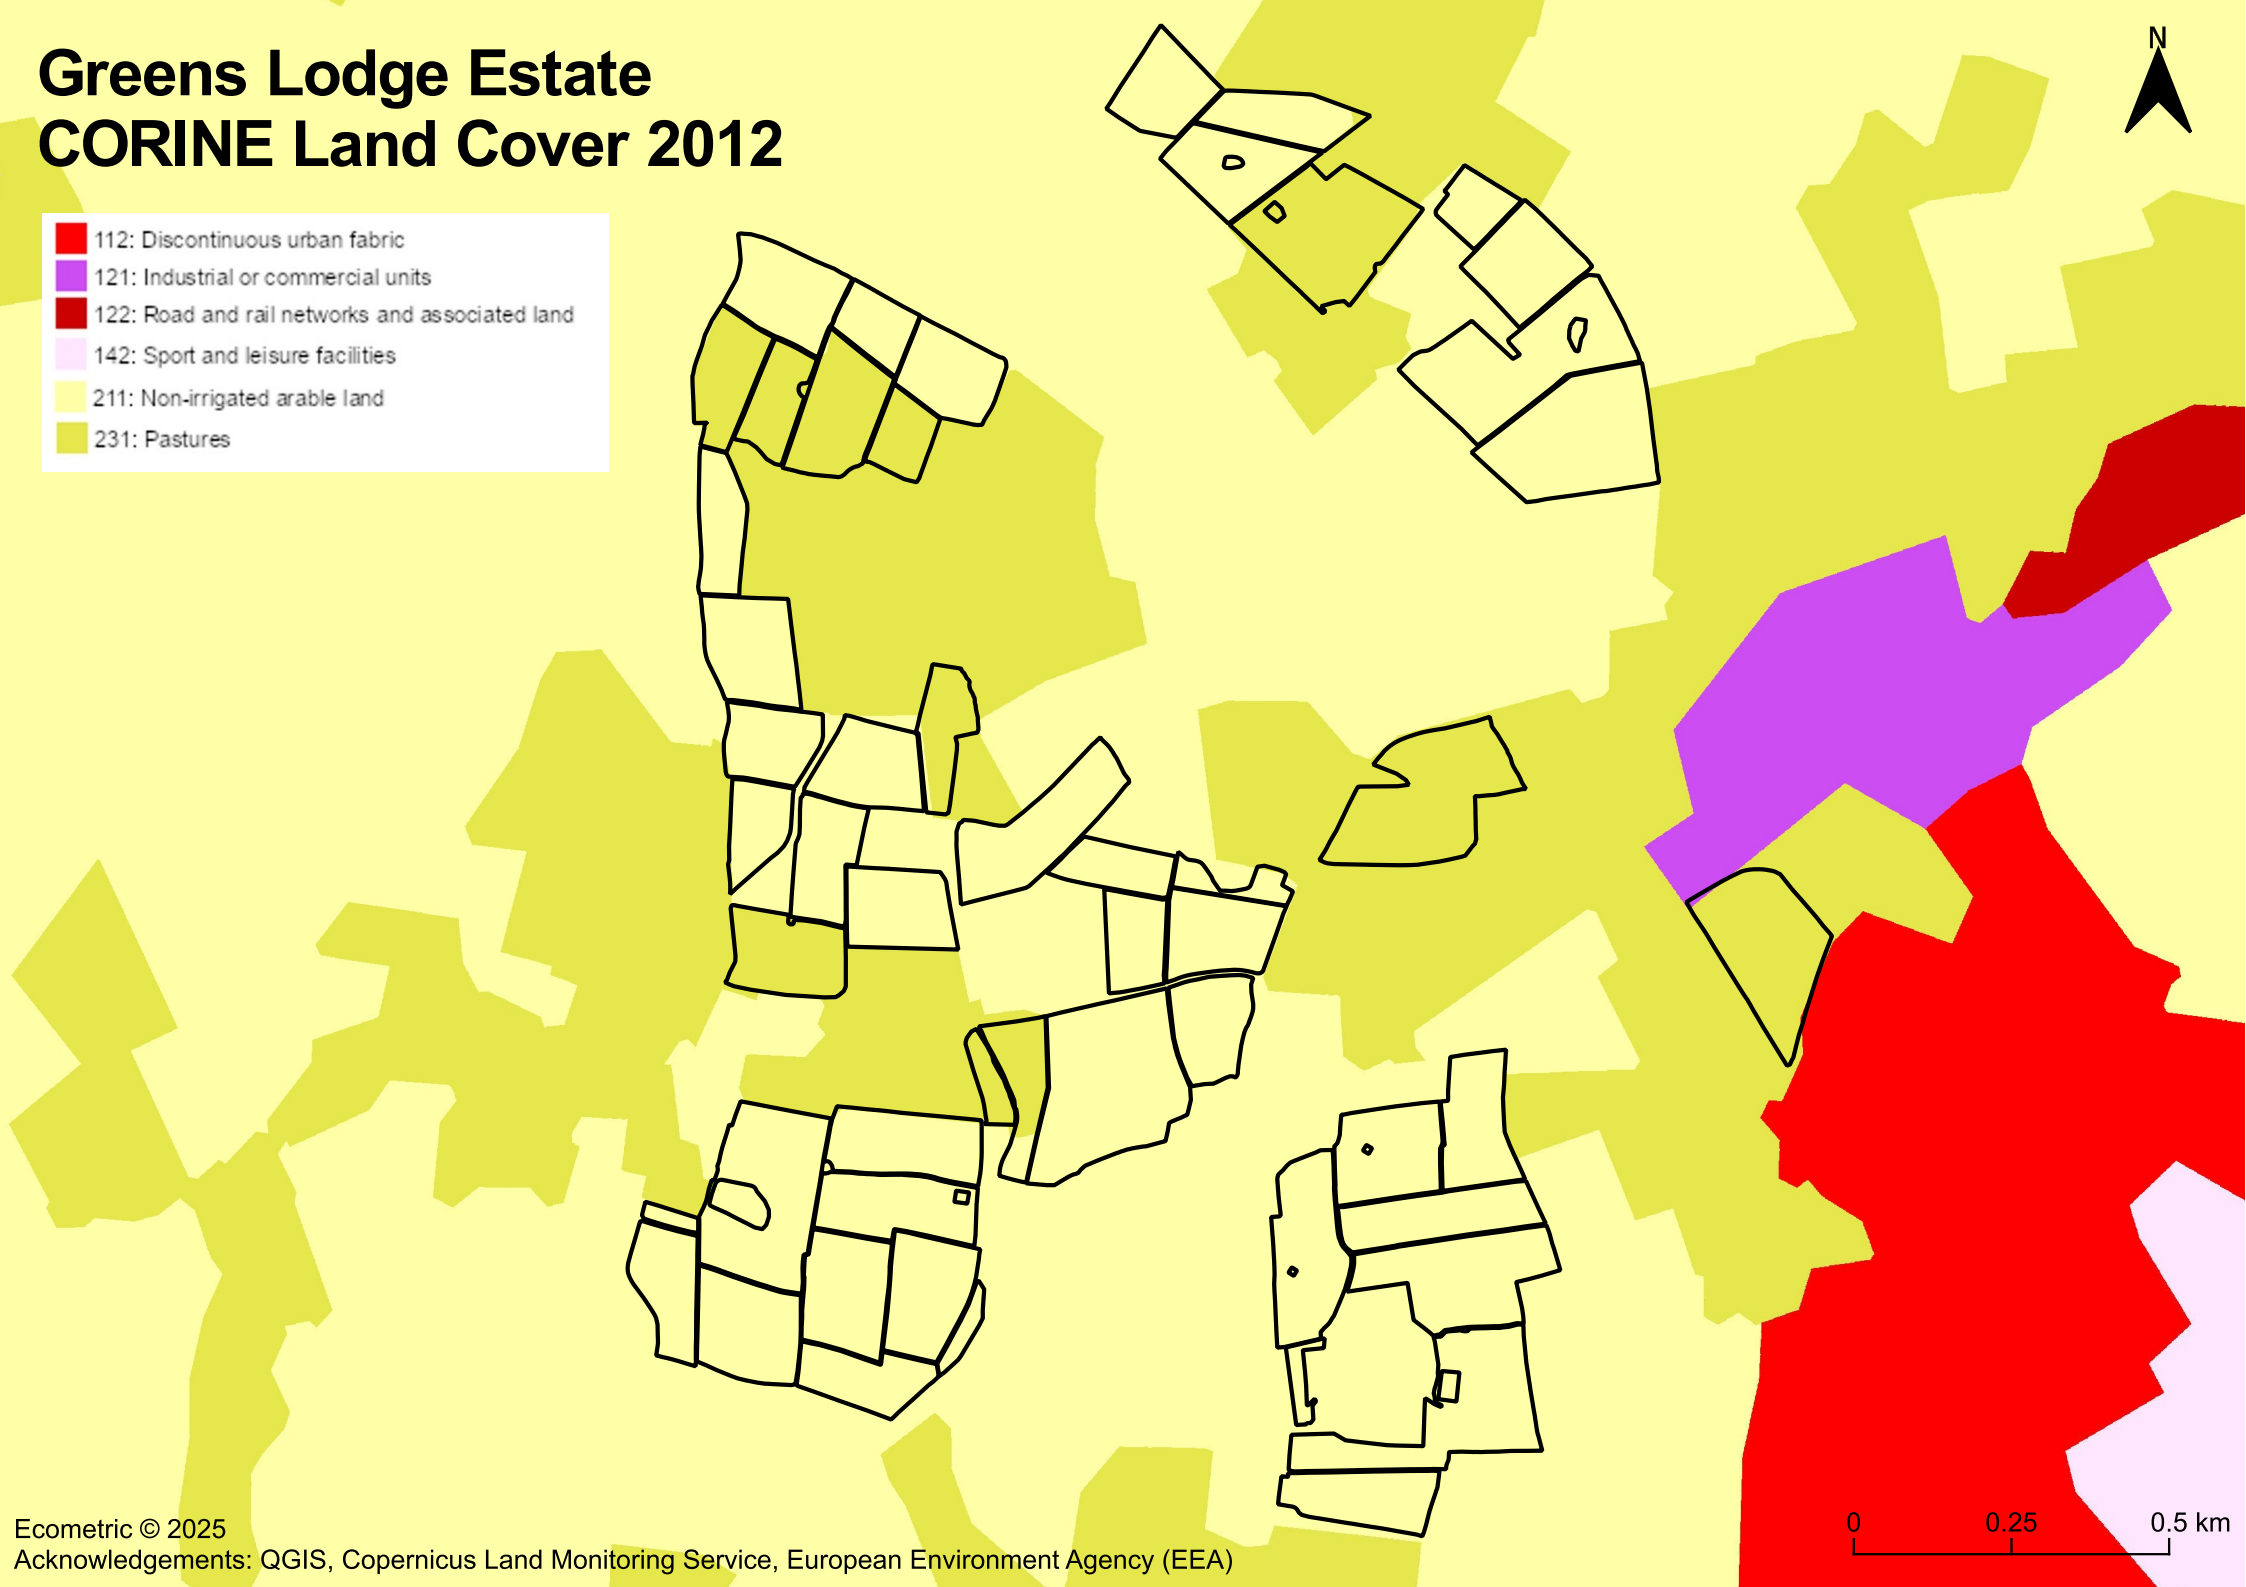 Greens Lodge Estate
CORINE Land Cover 2012
N
112: Discontinuous urban fabric
121: Industrial or commercial units
122: Road and rail networks and associated land
142: Sport and leisure facilities
211: Non-irrigated arable land
231: Pastures
0 0.25 0.5 km
Ecometric © 2025
Acknowledgements: QGIS, Copernicus Land Monitoring Service, European Environment Agency (EEA)